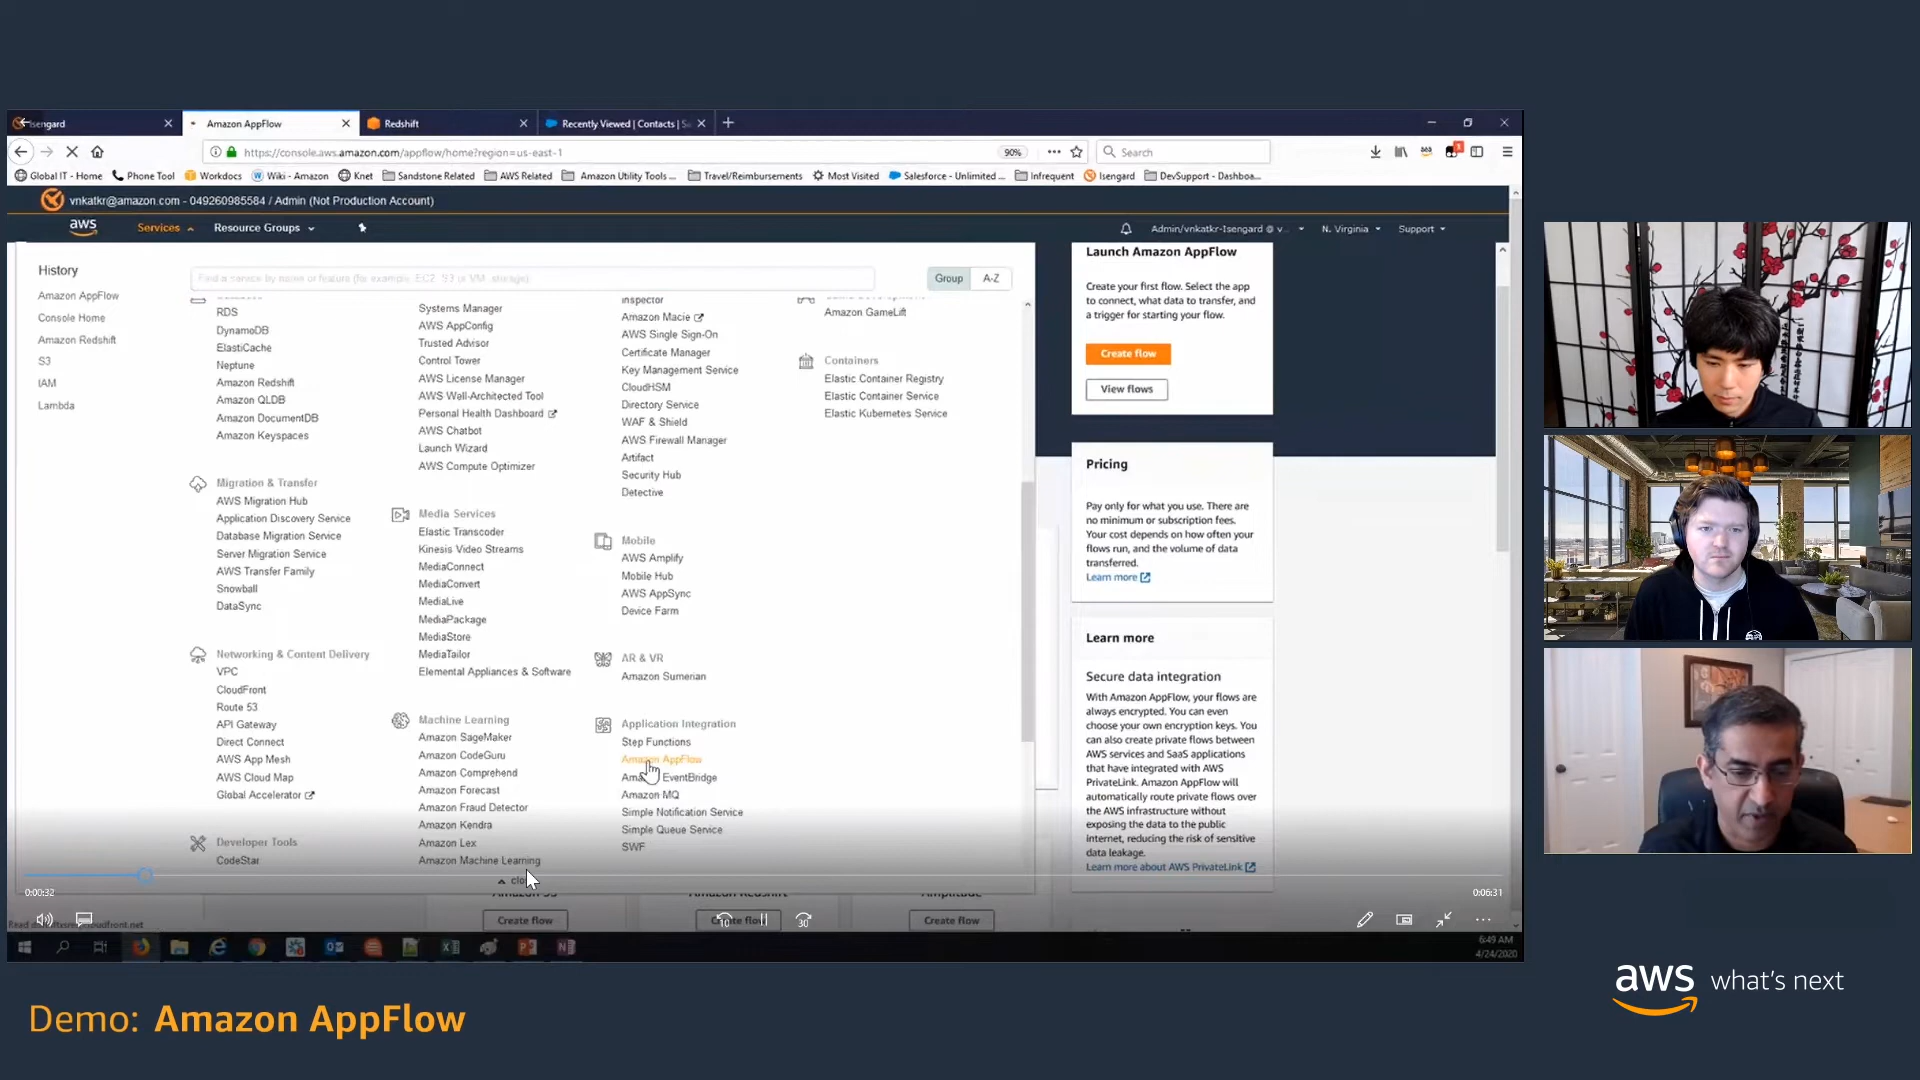 Isengard
Amazon AppFlow
Redshift
Recently Viewed | Contacts | S
https://console.aws.amazon.com/appflow/home?region=us-east-1
90%
Search
Global IT - Home
Phone Tool
Workdocs
Wiki - Amazon
Knet
Sandstone Related
AWS Related
Amazon Utility Tools ...
Travel/Reimbursements
Most Visited
Salesforce - Unlimited ...
Infrequent
Isengard
DevSupport - Dashboa...
vnkatkr@amazon.com - 049260985584 / Admin (Not Production Account)
aws
Services
Resource Groups
Admin/vnkatkr-Isengard @ v...
N. Virginia
Support
History
Amazon AppFlow
Console Home
Amazon Redshift
S3
IAM
Lambda
Find a service by name or feature (for example, EC2, S3 or VM, storage).
Group
A-Z
RDS
DynamoDB
ElastiCache
Neptune
Amazon Redshift
Amazon QLDB
Amazon DocumentDB
Amazon Keyspaces
Migration & Transfer
AWS Migration Hub
Application Discovery Service
Database Migration Service
Server Migration Service
AWS Transfer Family
Snowball
DataSync
Networking & Content Delivery
VPC
CloudFront
Route 53
API Gateway
Direct Connect
AWS App Mesh
AWS Cloud Map
Global Accelerator
Developer Tools
CodeStar
Systems Manager
AWS AppConfig
Trusted Advisor
Control Tower
AWS License Manager
AWS Well-Architected Tool
Personal Health Dashboard
AWS Chatbot
Launch Wizard
AWS Compute Optimizer
Media Services
Elastic Transcoder
Kinesis Video Streams
MediaConnect
MediaConvert
MediaLive
MediaPackage
MediaStore
MediaTailor
Elemental Appliances & Software
Machine Learning
Amazon SageMaker
Amazon CodeGuru
Amazon Comprehend
Amazon Forecast
Amazon Fraud Detector
Amazon Kendra
Amazon Lex
Amazon Machine Learning
Inspector
Amazon Macie
AWS Single Sign-On
Certificate Manager
Key Management Service
CloudHSM
Directory Service
WAF & Shield
AWS Firewall Manager
Artifact
Security Hub
Detective
Mobile
AWS Amplify
Mobile Hub
AWS AppSync
Device Farm
AR & VR
Amazon Sumerian
Application Integration
Step Functions
Amazon AppFlow
Amazon EventBridge
Amazon MQ
Simple Notification Service
Simple Queue Service
SWF
Amazon GameLift
Containers
Elastic Container Registry
Elastic Container Service
Elastic Kubernetes Service
Launch Amazon AppFlow
Create your first flow. Select the app
to connect, what data to transfer, and
a trigger for starting your flow.
Create flow
View flows
Pricing
Pay only for what you use. There are
no minimum or subscription fees.
Your cost depends on how often your
flows run, and the volume of data
transferred.
Learn more
Learn more
Secure data integration
With Amazon AppFlow, your flows are
always encrypted. You can even
choose your own encryption keys. You
can also create private flows between
AWS services and SaaS applications
that have integrated with AWS
PrivateLink. Amazon AppFlow will
automatically route private flows over
the AWS infrastructure without
exposing the data to the public
internet, reducing the risk of sensitive
data leakage.
Learn more about AWS PrivateLink
0:00:32
0:06:31
Create flow
Create flow
Create flow
10
30
6:49 AM
4/24/2020
Demo: Amazon AppFlow
aws what's next